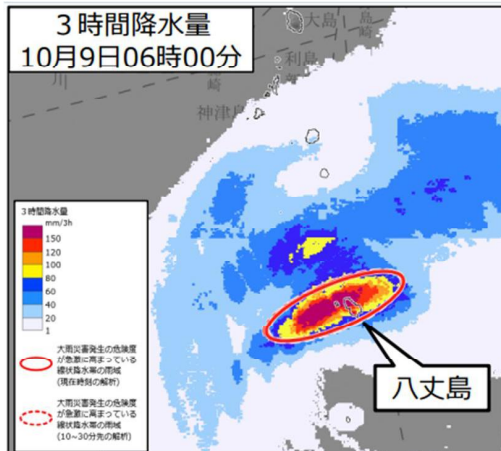 ３時間降水量
10月9日06時00分
大島
利島
神津島
川
３時間降水量
mm/3h
150
120
100
80
60
40
20
1
大雨災害発生の危険度
が急激に高まっている
線状降水帯の雨域
(現在時刻の解析)
大雨災害発生の危険度
が急激に高まっている
線状降水帯の雨域
(10～30分先の解析)
八丈島